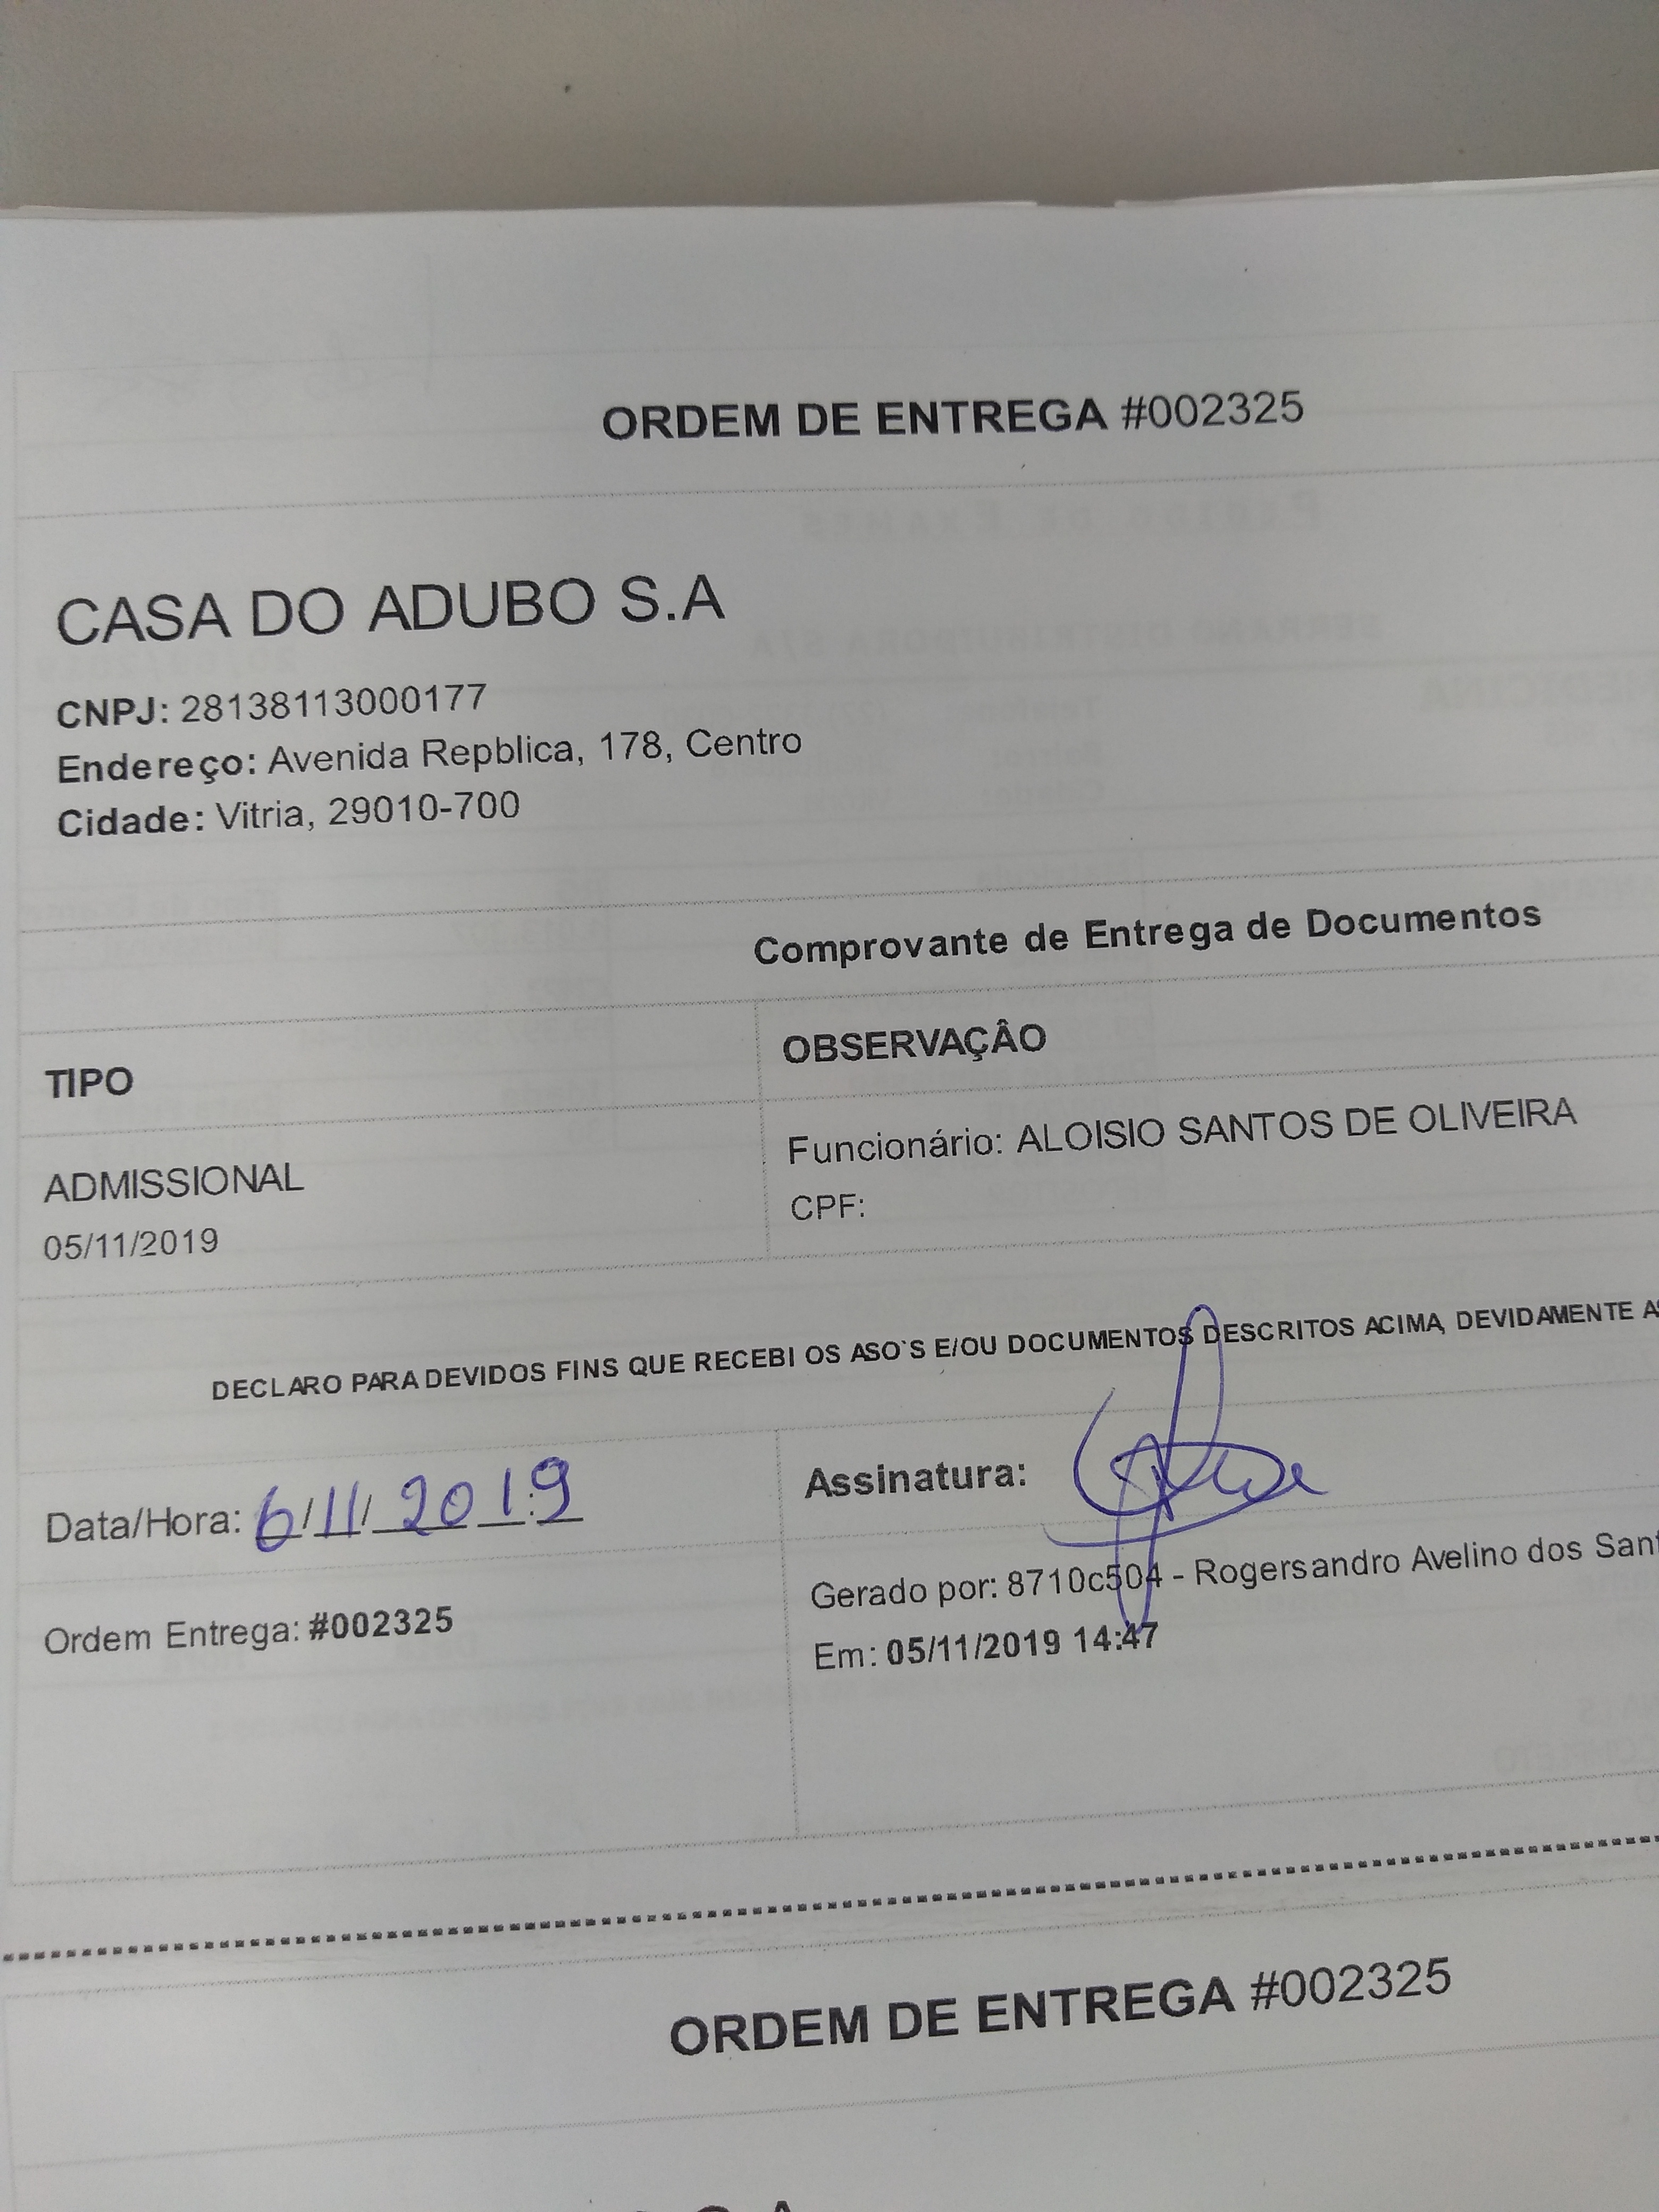 ORDEM DE ENTREGA #002325
CASA DO ADUBO S.A
CNPJ: 28138113000177
Endereço: Avenida Repblica, 178, Centro
Cidade: Vitria, 29010-700
Comprovante de Entrega de Documentos
TIPO
OBSERVAÇÂO
ADMISSIONAL
05/11/2019
Funcionário: ALOISIO SANTOS DE OLIVEIRA
CPF:
DECLARO PARA DEVIDOS FINS QUE RECEBI OS ASO`S E/OU DOCUMENTOS DESCRITOS ACIMA, DEVIDAMENTE
Data/Hora: 6/11/2019
Assinatura:
Ordem Entrega: #002325
Gerado por: 8710c504 - Rogersandro Avelino dos
Em: 05/11/2019 14:47
ORDEM DE ENTREGA #002325